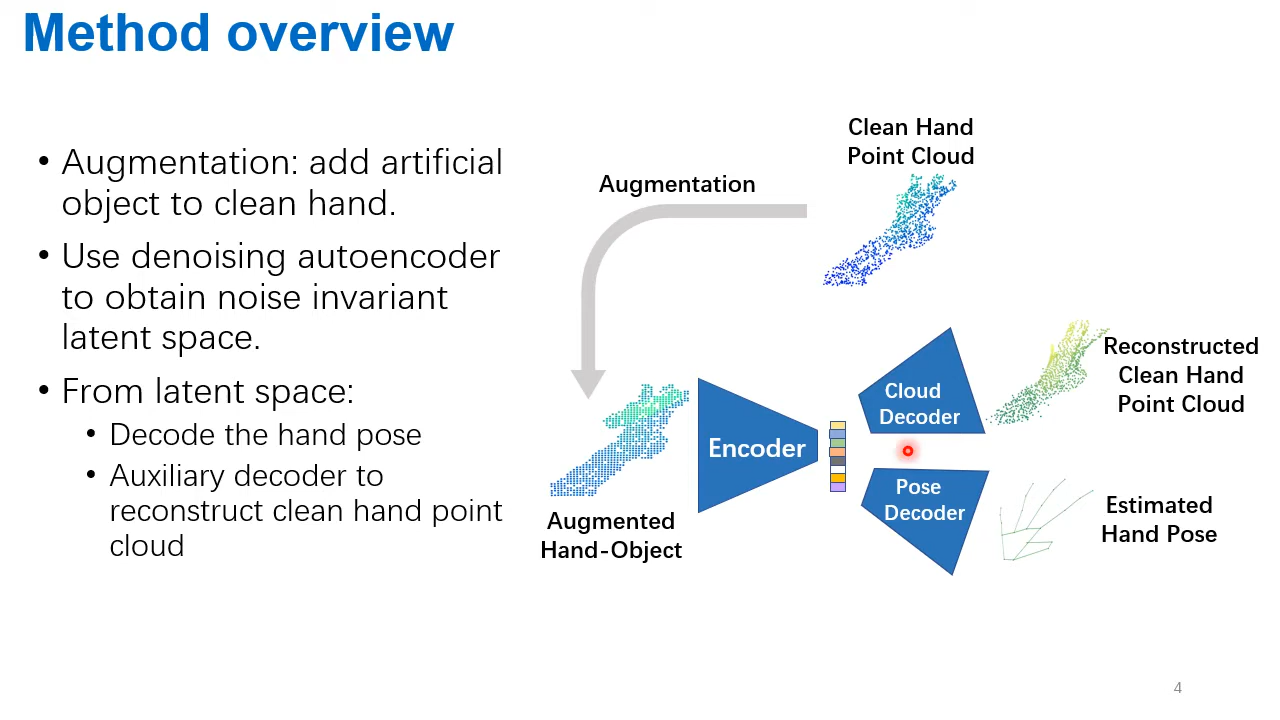 Method overview
• Augmentation: add artificial
object to clean hand.
• Use denoising autoencoder
to obtain noise invariant
latent space.
• From latent space:
• Decode the hand pose
• Auxiliary decoder to
reconstruct clean hand point
cloud
Clean Hand
Point Cloud
Augmentation
Reconstructed
Clean Hand
Point Cloud
Cloud
Decoder
Encoder
Pose
Decoder
Augmented
Hand-Object
Estimated
Hand Pose
4